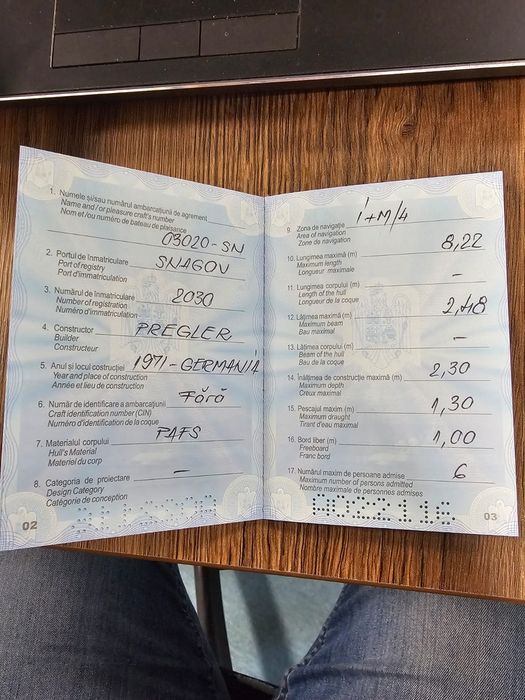 1. Numele și/sau numărul ambarcațiunii de agrement
Name and / or pleasure craft's number
Nom et / ou numéro de bateau de plaisance
03020-SN
2. Portul de înmatriculare SNAGOV
Port of registry
Port d'immatriculation
3. Numărul de înmatriculare 2030
Number of registration
Numéro d'immatriculation
4. Constructor PREGLER
Builder
Constructeur
5. Anul și locul costrucției 1971-GERMANIA
Year and place of construction
Année et lieu de construction
6. Număr de identificare a ambarcațiunii Fără
Craft identification number (CIN)
Numéro d'identification de la coque
7. Materialul corpului PAFS
Hull's Material
Materiel du corp
8. Categoria de proiectare –
Design Category
Catégorie de conception
02
9. Zona de navigație I+M/4
Area of navigation
Zone de navigation
10. Lungimea maximă (m) 8,22
Maximum length
Longueur maximale
11. Lungimea corpului (m) –
Length of the hull
Longueur de la coque
12. Lățimea maximă (m) 2,48
Maximum beam
Bau maximal
13. Lățimea corpului (m) –
Beam of the hull
Bau de la coque
14. Înălțimea de construcție maximă (m) 2,30
Maximum depth
Creux maximal
15. Pescajul maxim (m) 1,30
Maximum draught
Tirant d'eau maximal
16. Bord liber (m) 1,00
Freeboard
Franc bord
17. Numărul maxim de persoane admise 6
Maximum number of persons admitted
Nombre maximale de personnes admises
03